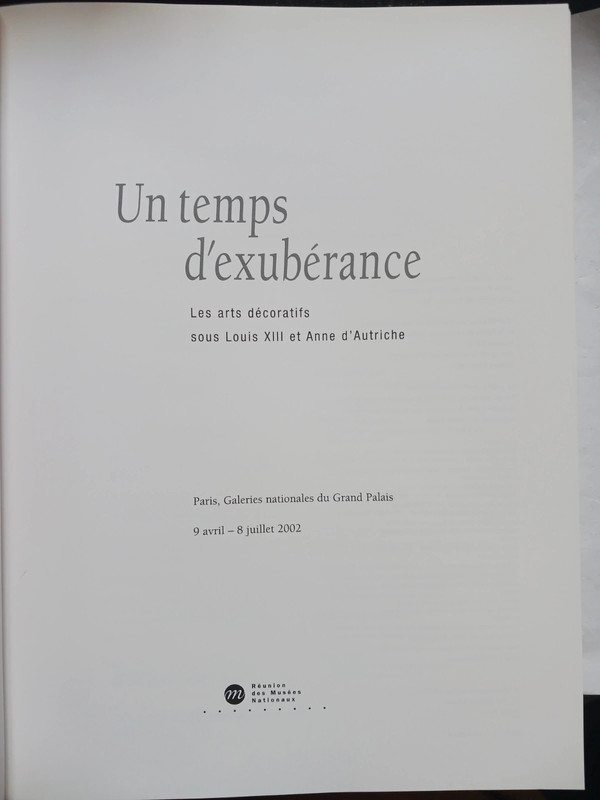 Un temps
d'exubérance
Les arts décoratifs
sous Louis XIII et Anne d'Autriche
Paris, Galeries nationales du Grand Palais
9 avril – 8 juillet 2002
m
Réunion
des Musées
Nationaux